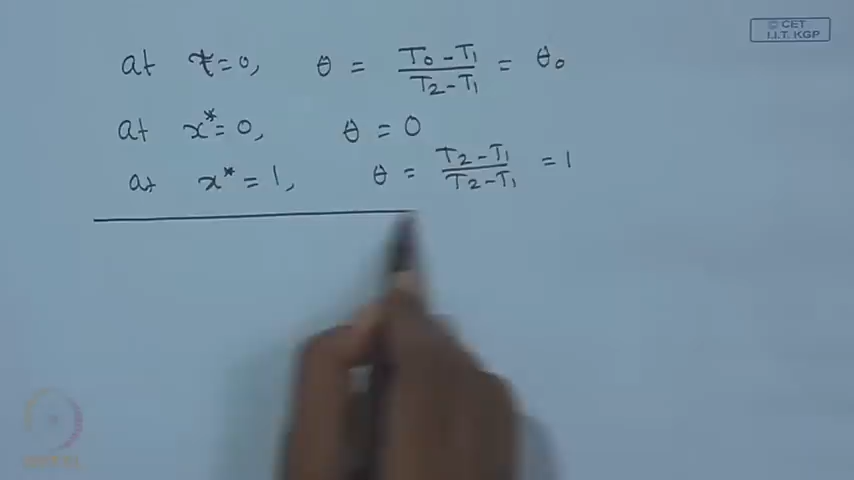 © CET
I.I.T. KGP
at τ=0, θ = T₀-T₁/T₂-T₁ = θ₀
at x*=0, θ = 0
at x*=1, θ = T₂-T₁/T₂-T₁ = 1